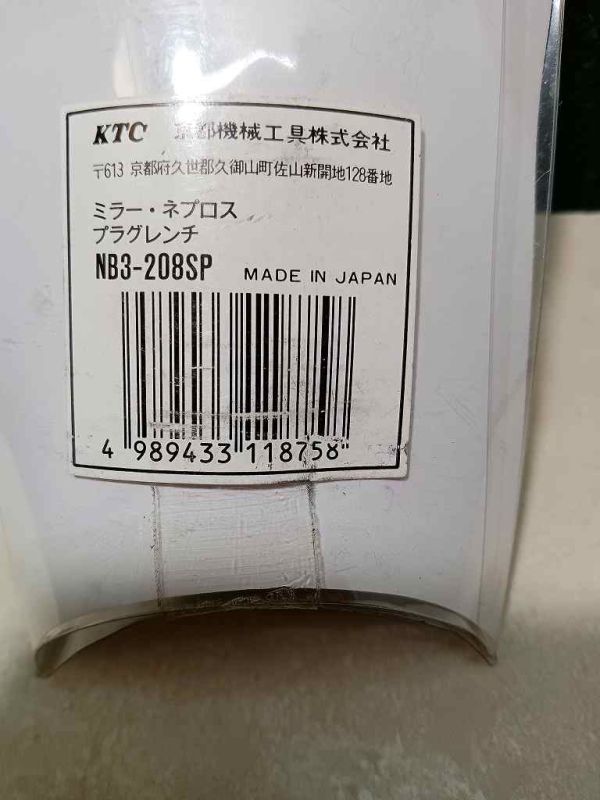 KTC 京都機械工具株式会社
〒613 京都府久世郡久御山町佐山新開地128番地
ミラー・ネプロス
プラグレンチ
NB3-208SP MADE IN JAPAN
4 989433 118758